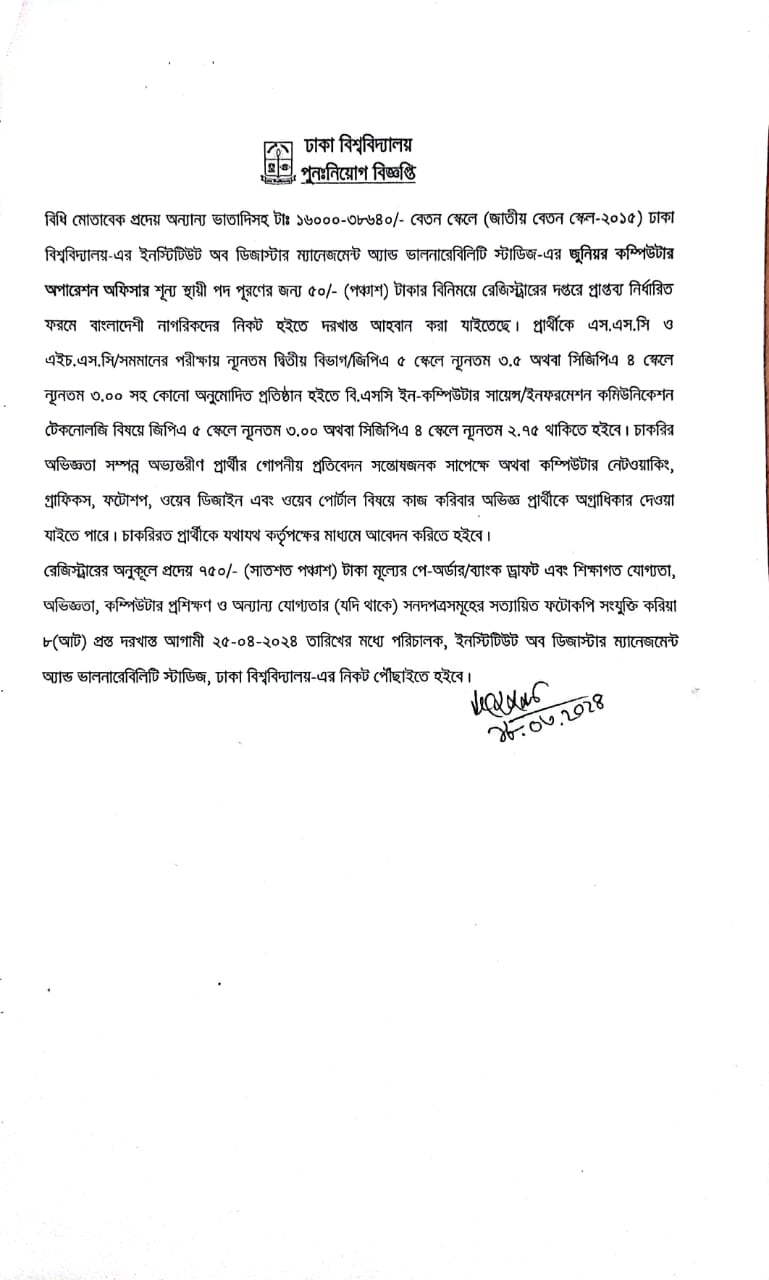 ঢাকা বিশ্ববিদ্যালয়
পুনঃনিয়োগ বিজ্ঞপ্তি
বিধি মোতাবেক প্রদেয় অন্যান্য ভাতাদিসহ টাঃ ১৬০০০-৩৮৬৪০/- বেতন স্কেলে (জাতীয় বেতন স্কেল-২০১৫) ঢাকা
বিশ্ববিদ্যালয়-এর ইনস্টিটিউট অব ডিজাস্টার ম্যানেজমেন্ট অ্যান্ড ভালনারেবিলিটি স্টাডিজ-এর জুনিয়র কম্পিউটার
অপারেশন অফিসার শূন্য স্থায়ী পদ পূরণের জন্য ৫০/- (পঞ্চাশ) টাকার বিনিময়ে রেজিস্ট্রারের দপ্তরে প্রাপ্তব্য নির্ধারিত
ফরমে বাংলাদেশী নাগরিকদের নিকট হইতে দরখাস্ত আহবান করা যাইতেছে। প্রার্থীকে এস.এস.সি ও
এইচ.এস.সি/সমমানের পরীক্ষায় ন্যূনতম দ্বিতীয় বিভাগ/জিপিএ ৫ স্কেলে ন্যূনতম ৩.৫ অথবা সিজিপিএ ৪ স্কেলে
ন্যূনতম ৩.০০ সহ কোনো অনুমোদিত প্রতিষ্ঠান হইতে বি.এসসি ইন-কম্পিউটার সায়েন্স/ইনফরমেশন কমিউনিকেশন
টেকনোলজি বিষয়ে জিপিএ ৫ স্কেলে ন্যূনতম ৩.০০ অথবা সিজিপিএ ৪ স্কেলে ন্যূনতম ২.৭৫ থাকিতে হইবে। চাকরির
অভিজ্ঞতা সম্পন্ন অভ্যন্তরীণ প্রার্থীর গোপনীয় প্রতিবেদন সন্তোষজনক সাপেক্ষে অথবা কম্পিউটার নেটওয়াকিং,
গ্রাফিকস, ফটোশপ, ওয়েব ডিজাইন এবং ওয়েব পোর্টাল বিষয়ে কাজ করিবার অভিজ্ঞ প্রার্থীকে অগ্রাধিকার দেওয়া
যাইতে পারে। চাকরিরত প্রার্থীকে যথাযথ কর্তৃপক্ষের মাধ্যমে আবেদন করিতে হইবে।
রেজিস্ট্রারের অনুকূলে প্রদেয় ৭৫০/- (সাতশত পঞ্চাশ) টাকা মূল্যের পে-অর্ডার/ব্যাংক ড্রাফট এবং শিক্ষাগত যোগ্যতা,
অভিজ্ঞতা, কম্পিউটার প্রশিক্ষণ ও অন্যান্য যোগ্যতার (যদি থাকে) সনদপত্রসমূহের সত্যায়িত ফটোকপি সংযুক্তি করিয়া
৮(আট) প্রস্ত দরখাস্ত আগামী ২৫-০৪-২০২৪ তারিখের মধ্যে পরিচালক, ইনস্টিটিউট অব ডিজাস্টার ম্যানেজমেন্ট
অ্যান্ড ভালনারেবিলিটি স্টাডিজ, ঢাকা বিশ্ববিদ্যালয়-এর নিকট পৌঁছাইতে হইবে।
২৮.০৩.২০২৪